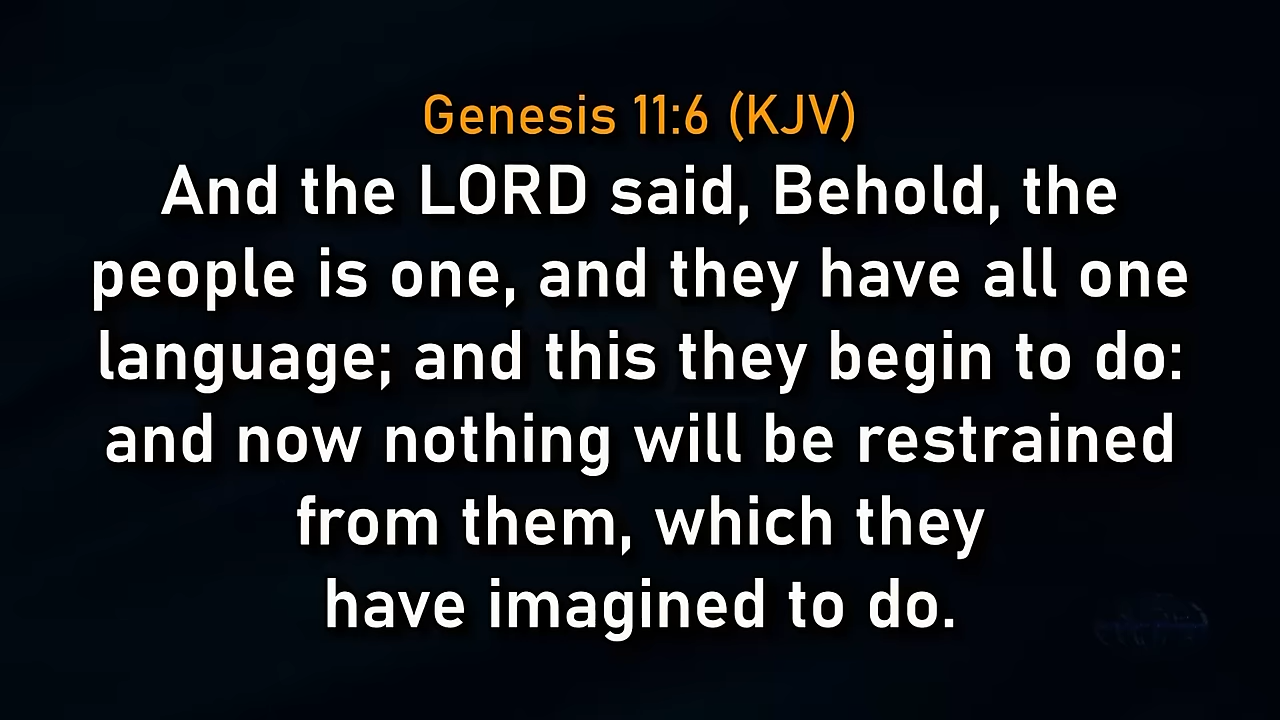 Genesis 11:6 (KJV)
And the LORD said, Behold, the
people is one, and they have all one
language; and this they begin to do:
and now nothing will be restrained
from them, which they
have imagined to do.